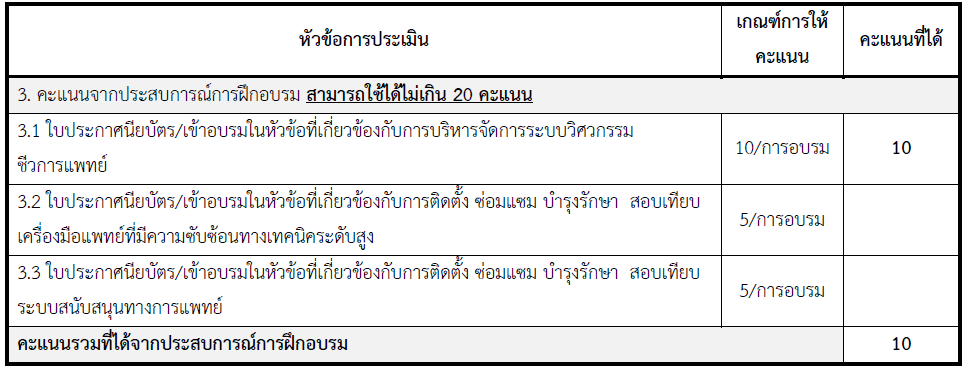 หัวข้อการประเมิน
เกณฑ์การให้
คะแนน
คะแนนที่ได้
3. คะแนนจากประสบการณ์การฝึกอบรม สามารถใช้ได้ไม่เกิน 20 คะแนน
3.1 ใบประกาศนียบัตร/เข้าอบรมในหัวข้อที่เกี่ยวข้องกับการบริหารจัดการระบบวิศวกรรม
ชีวการแพทย์
10/การอบรม
10
3.2 ใบประกาศนียบัตร/เข้าอบรมในหัวข้อที่เกี่ยวข้องกับการติดตั้ง ซ่อมแซม บำรุงรักษา สอบเทียบ
เครื่องมือแพทย์ที่มีความซับซ้อนทางเทคนิคระดับสูง
5/การอบรม
3.3 ใบประกาศนียบัตร/เข้าอบรมในหัวข้อที่เกี่ยวข้องกับการติดตั้ง ซ่อมแซม บำรุงรักษา สอบเทียบ
ระบบสนับสนุนทางการแพทย์
5/การอบรม
คะแนนรวมที่ได้จากประสบการณ์การฝึกอบรม
10